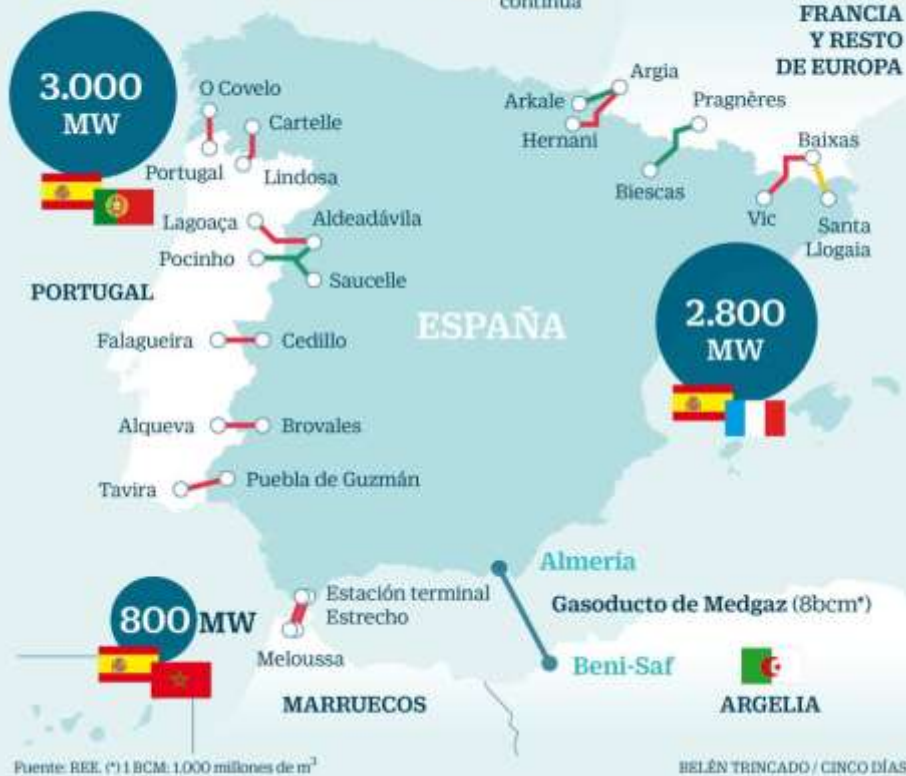 continua
FRANCIA
Y RESTO
DE EUROPA
3.000
MW
O Covelo
Cartelle
Portugal
Lindosa
Argia
Arkale
Hernani
Pragnères
Biescas
Baixas
Vic
Santa
Llogaia
Lagoaça
Aldeadávila
Pocinho
Saucelle
PORTUGAL
ESPAÑA
2.800
MW
Falagueira
Cedillo
Alqueva
Brovales
Tavira
Puebla de Guzmán
Almería
Estación terminal
Estrecho
Gasoducto de Medgaz (8bcm*)
800 MW
Meloussa
Beni-Saf
MARRUECOS
ARGELIA
Fuente: REE. (*) 1 BCM: 1.000 millones de m³
BELÉN TRINCADO / CINCO DÍAS